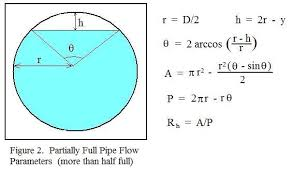 h
θ
r
r = D/2 h = 2r - y
θ = 2 arccos (r - h / r)
A = πr² - r²(θ - sinθ) / 2
P = 2πr - rθ
Rₕ = A/P
Figure 2. Partially Full Pipe Flow
Parameters (more than half full)